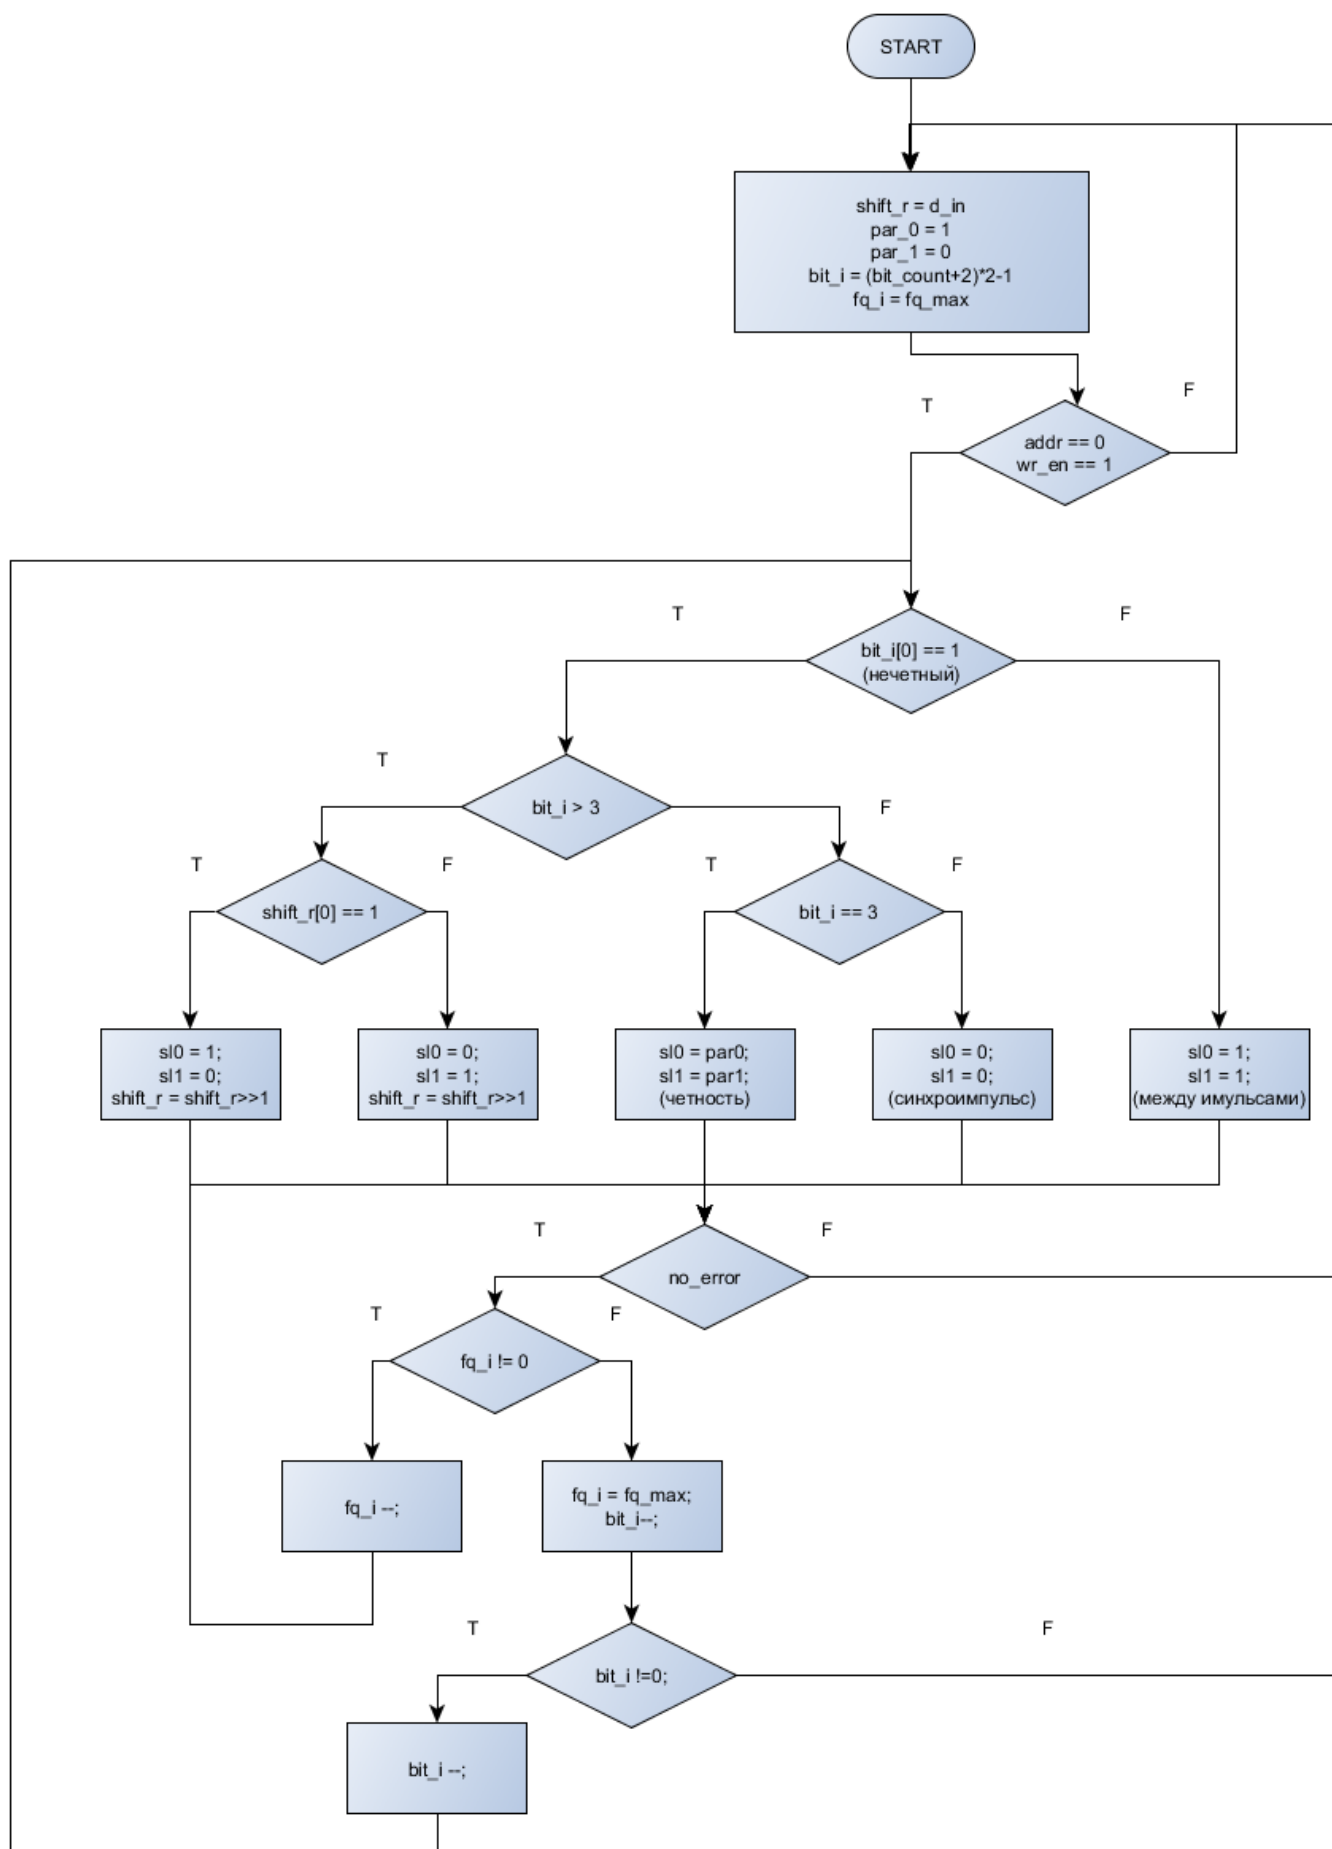 START
shift_r = d_in
par_0 = 1
par_1 = 0
bit_i = (bit_count+2)*2-1
fq_i = fq_max
T
F
addr == 0
wr_en == 1
T
F
bit_i[0] == 1
(нечетный)
T
F
bit_i > 3
T
F
T
F
shift_r[0] == 1
bit_i == 3
sl0 = 1;
sl1 = 0;
shift_r = shift_r>>1
sl0 = 0;
sl1 = 1;
shift_r = shift_r>>1
sl0 = par0;
sl1 = par1;
(четность)
sl0 = 0;
sl1 = 0;
(синхроимпульс)
sl0 = 1;
sl1 = 1;
(между имульсами)
T
F
no_error
T
F
fq_i != 0
fq_i --;
fq_i = fq_max;
bit_i--;
T
F
bit_i !=0;
bit_i --;